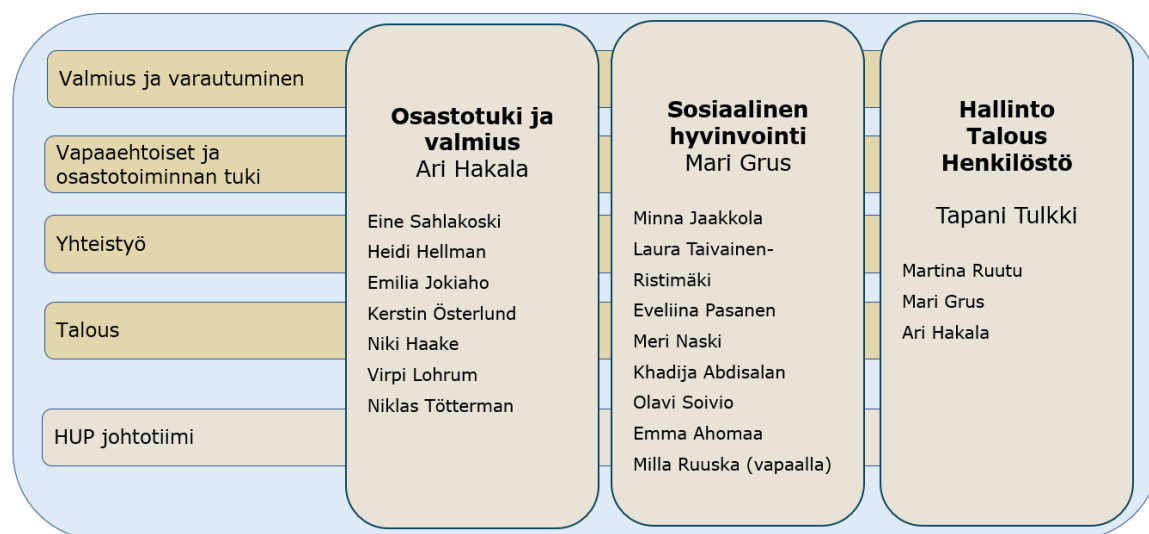 Valmius ja varautuminen
Vapaaehtoiset ja
osastotoiminnan tuki
Yhteistyö
Talous
HUP johtotiimi
Osastotuki ja
valmius
Ari Hakala
Eine Sahlakoski
Heidi Hellman
Emilia Jokiaho
Kerstin Österlund
Niki Haake
Virpi Lohrum
Niklas Tötterman
Sosiaalinen
hyvinvointi
Mari Grus
Minna Jaakkola
Laura Taivainen-
Ristimäki
Eveliina Pasanen
Meri Naski
Khadija Abdisalan
Olavi Soivio
Emma Ahomaa
Milla Ruuska (vapaalla)
Hallinto
Talous
Henkilöstö
Tapani Tulkki
Martina Ruutu
Mari Grus
Ari Hakala